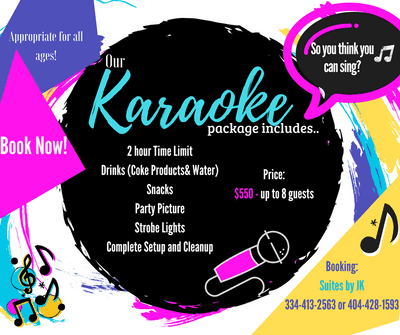 Appropriate for all
ages!
So you think you
can sing?
Our
Karaoke
package includes..
Book Now!
2 hour Time Limit
Drinks (Coke Products& Water)
Snacks
Party Picture
Strobe Lights
Complete Setup and Cleanup
Price:
$550 - up to 8 guests
Booking:
Suites by JK
334-413-2563 or 404-428-1593